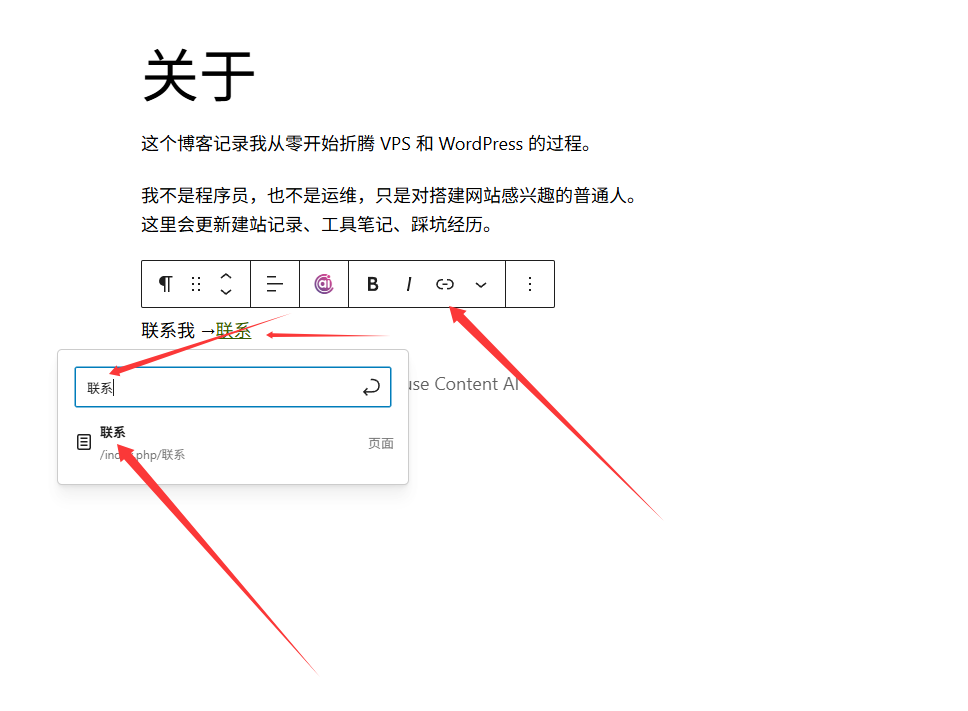 关于
这个博客记录我从零开始折腾 VPS 和 WordPress 的过程。
我不是程序员，也不是运维，只是对搭建网站感兴趣的普通人。
这里会更新建站记录、工具笔记、踩坑经历。
B I
联系我 →联系
联系
use Content AI
联系
/index.php/联系
页面